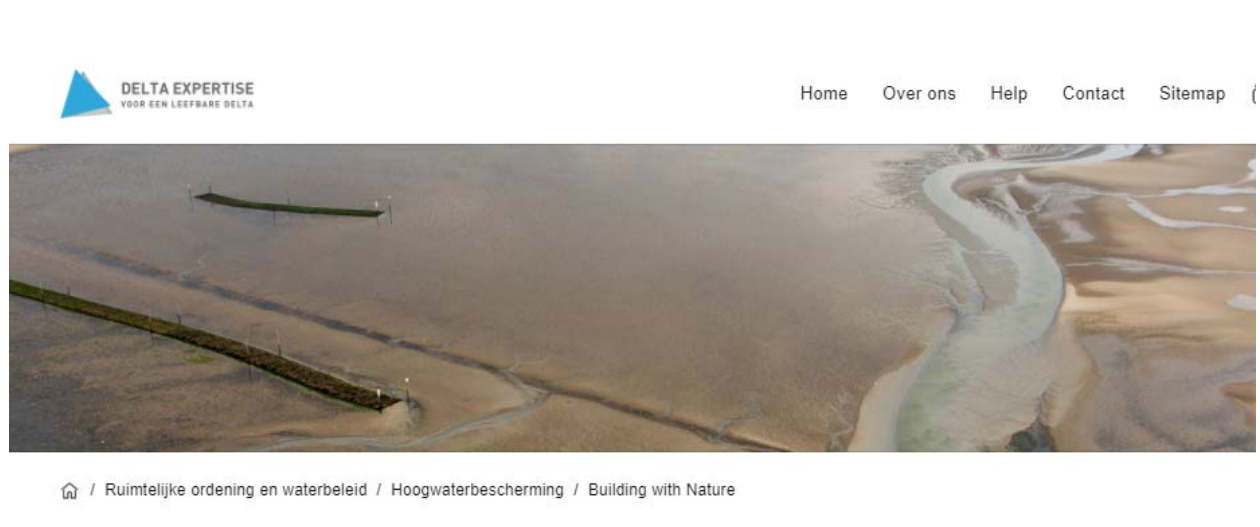 DELTA EXPERTISE
VOOR EEN LEEFBARE DELTA
Home Over ons Help Contact Sitemap
/ Ruimtelijke ordening en waterbeleid / Hoogwaterbescherming / Building with Nature